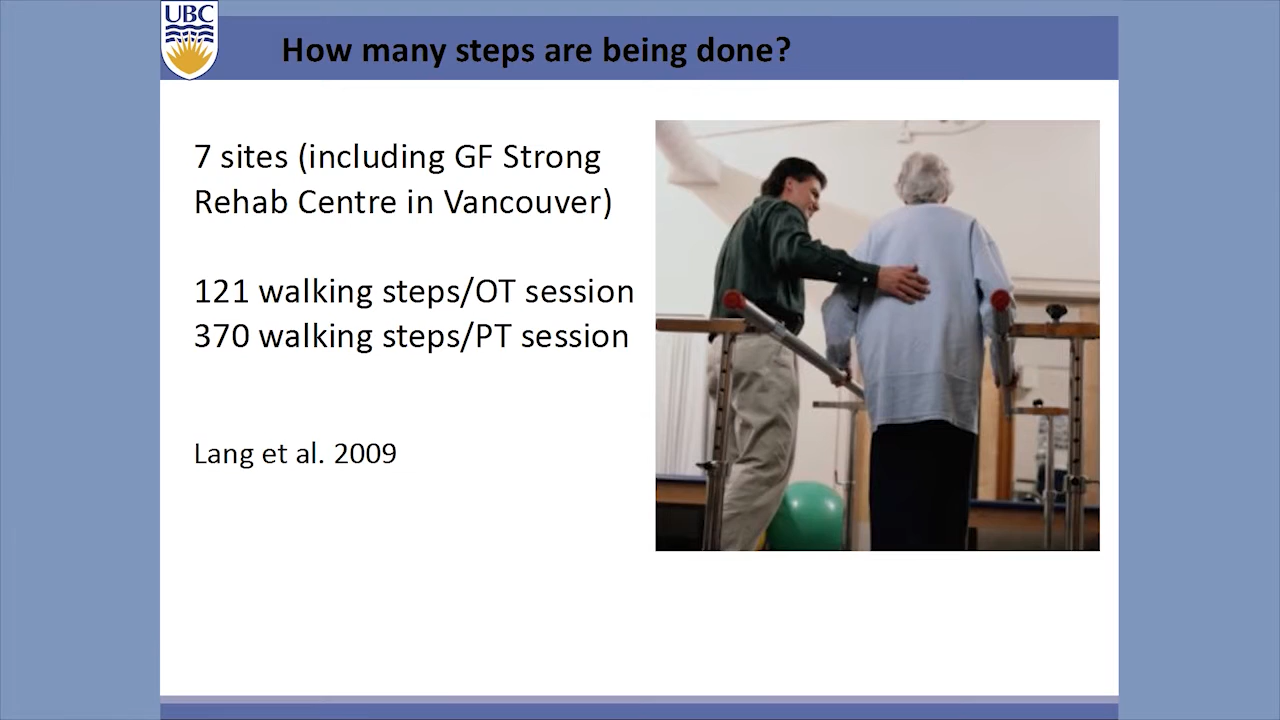 UBC
How many steps are being done?
7 sites (including GF Strong
Rehab Centre in Vancouver)
121 walking steps/OT session
370 walking steps/PT session
Lang et al. 2009